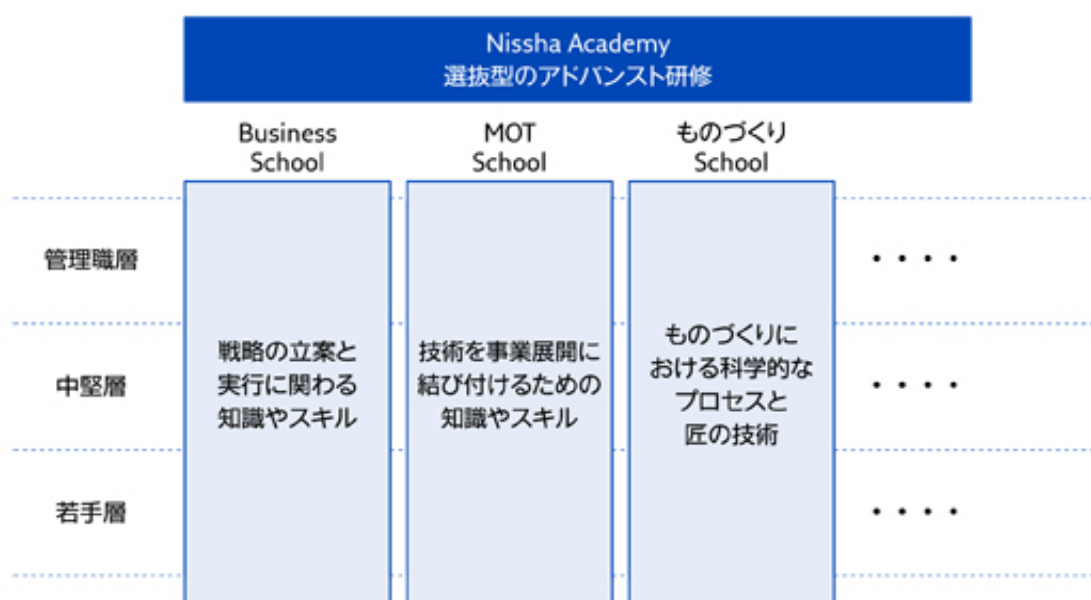 Nissha Academy
選抜型のアドバンスト研修
Business
School
MOT
School
ものづくり
School
管理職層
・・・・
戦略の立案と
実行に関わる
知識やスキル
技術を事業展開に
結び付けるための
知識やスキル
ものづくりに
おける科学的な
プロセスと
匠の技術
中堅層
・・・・
若手層
・・・・